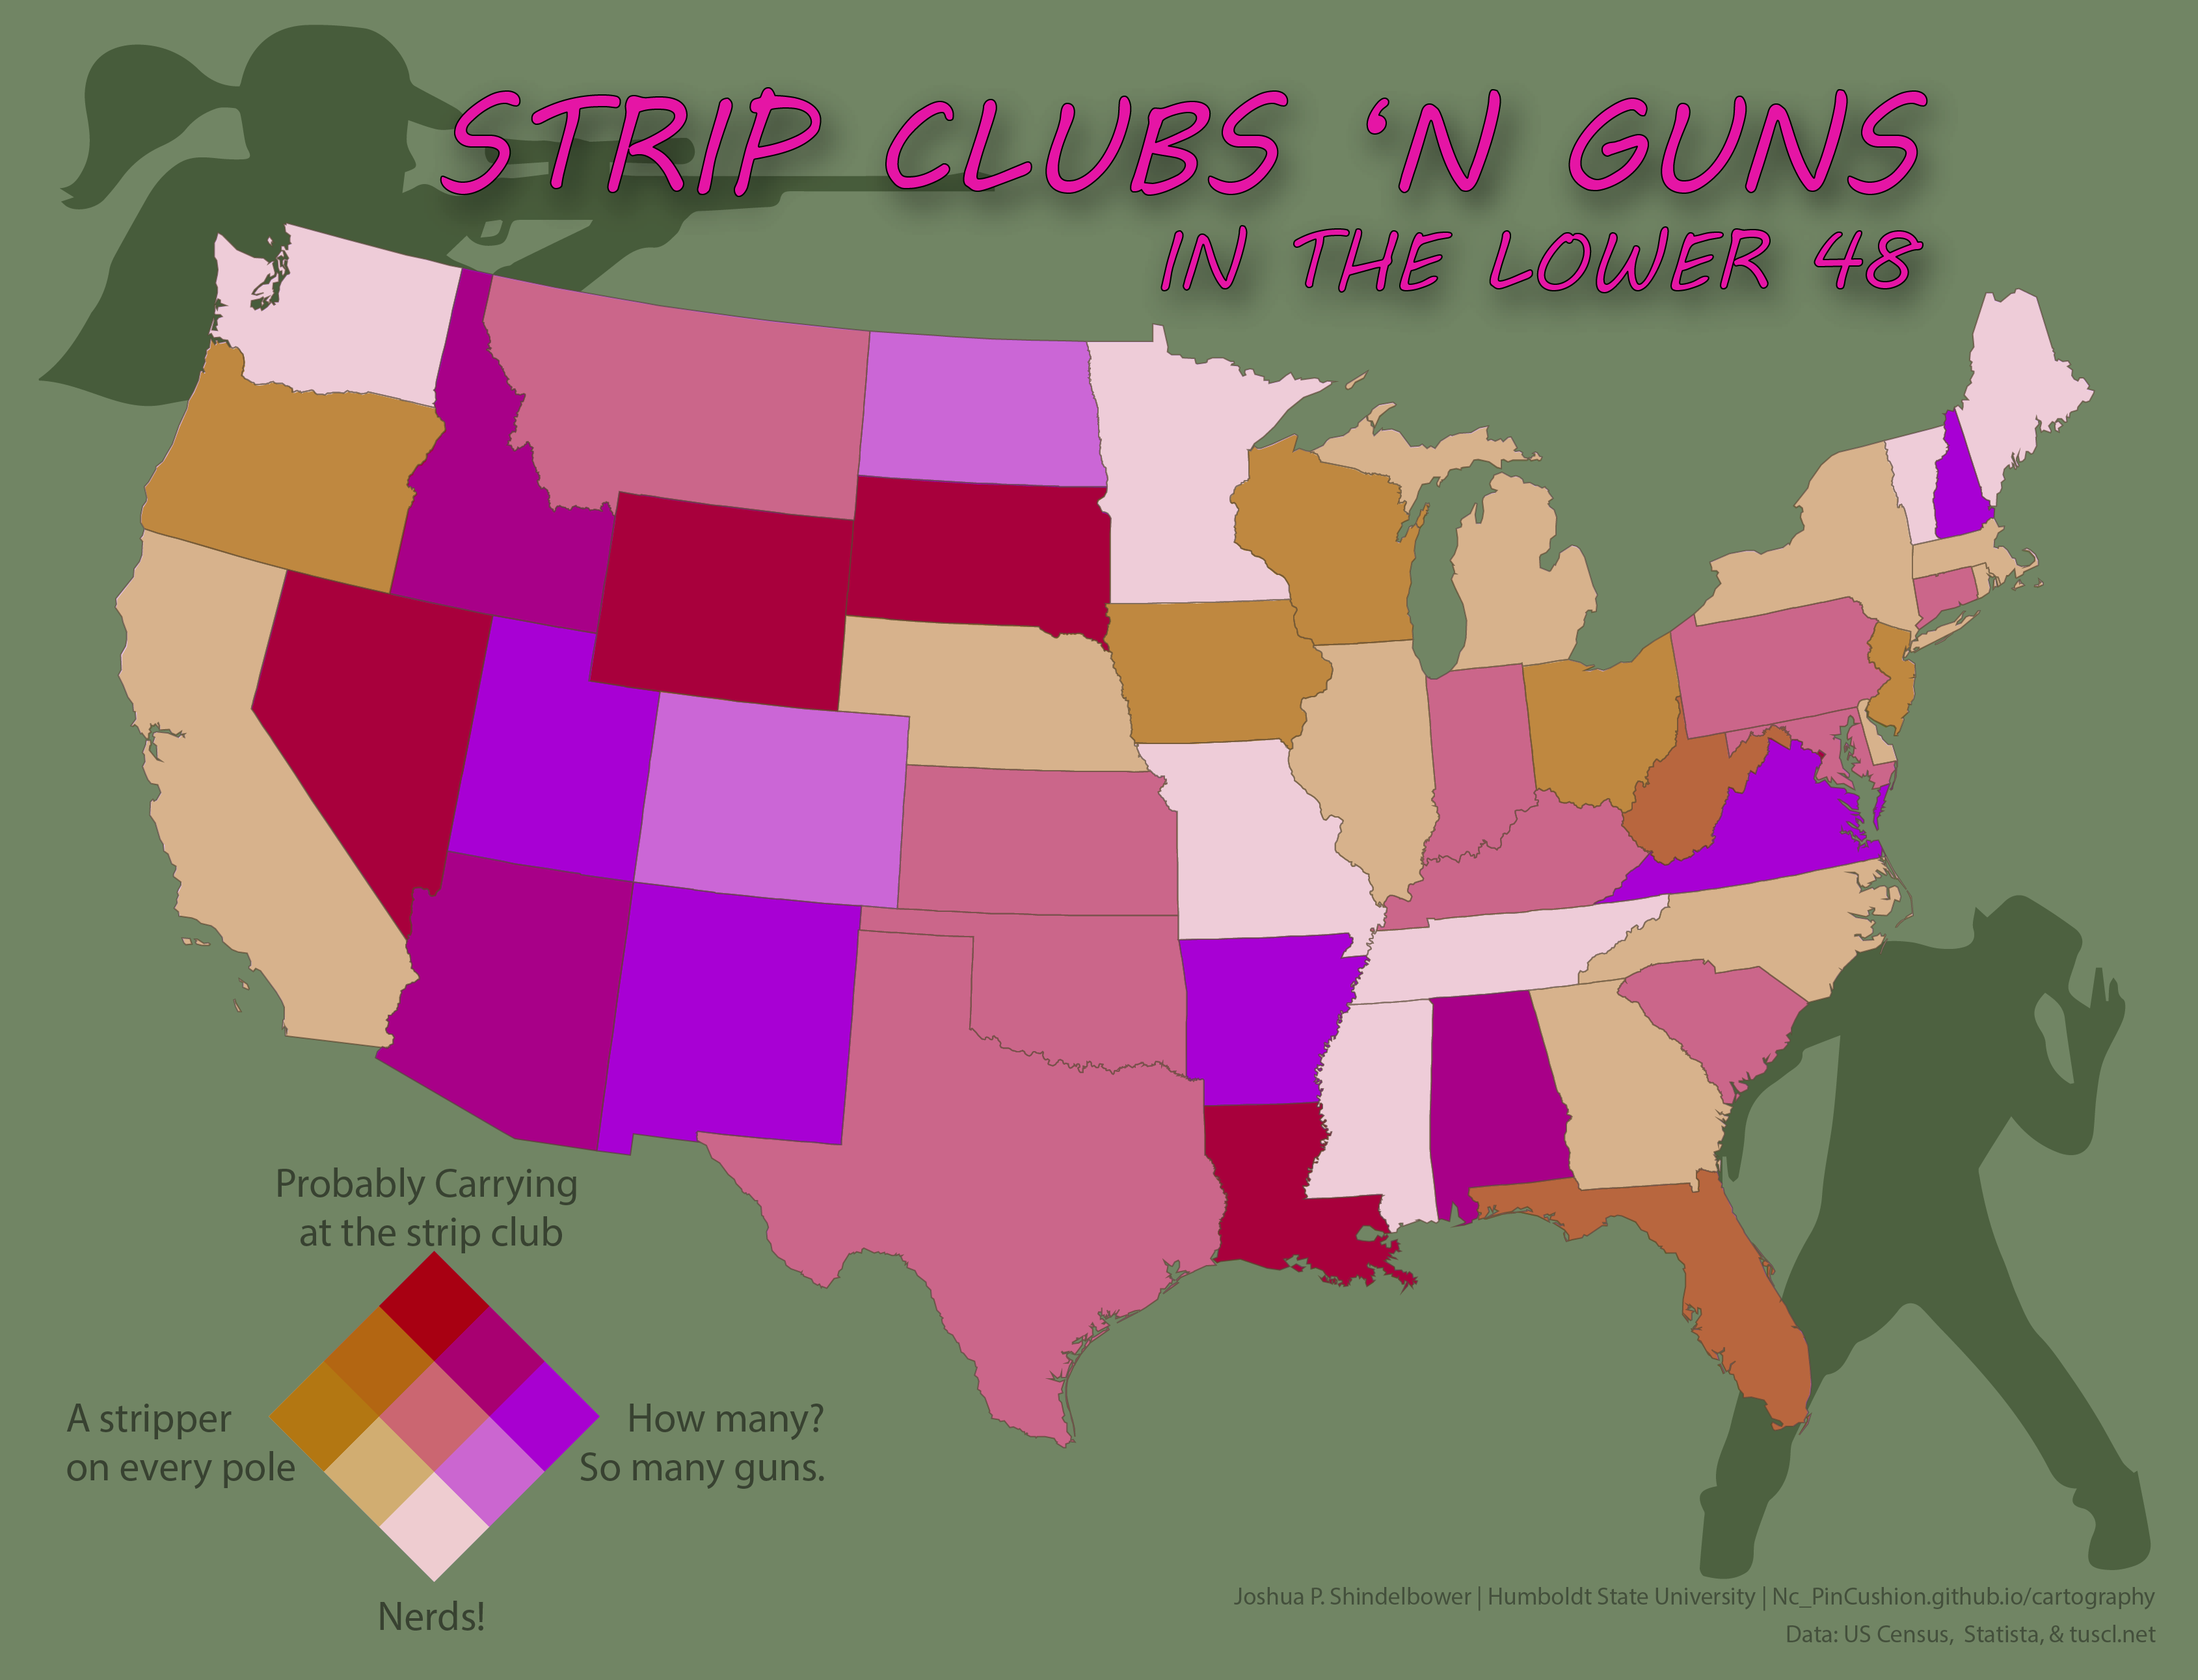 STRIP CLUBS ‘N GUNS
IN THE LOWER 48
Probably Carrying
at the strip club
A stripper
on every pole
How many?
So many guns.
Nerds!
Joshua P. Shindelbower | Humboldt State University | Nc_PinCushion.github.io/cartography
Data: US Census, Statista, & tuscl.net